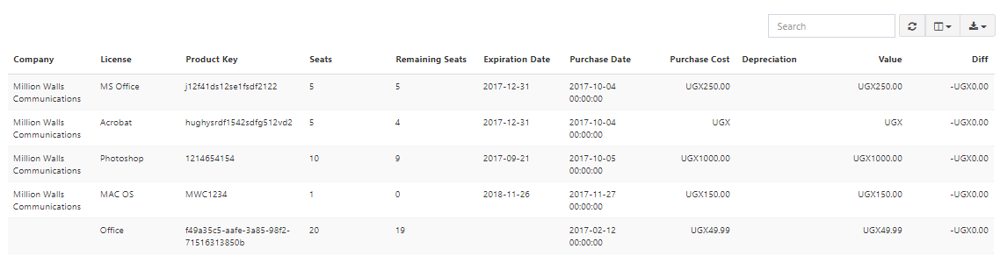 Search
Company License Product Key Seats Remaining Seats Expiration Date Purchase Date Purchase Cost Depreciation Value Diff
Million Walls MS Office j12f41ds12se1fsdf2122 5 5 2017-12-31 2017-10-04 UGX250.00 UGX250.00 -UGX0.00
Communications 00:00:00
Million Walls Acrobat hughysrdf1542sdfg512vd2 5 4 2017-12-31 2017-10-04 UGX UGX -UGX0.00
Communications 00:00:00
Million Walls Photoshop 1214654154 10 9 2017-09-21 2017-10-05 UGX1000.00 UGX1000.00 -UGX0.00
Communications 00:00:00
Million Walls MAC OS MWC1234 1 0 2018-11-26 2017-11-27 UGX150.00 UGX150.00 -UGX0.00
Communications 00:00:00
Office f49a35c5-aafe-3a85-98f2- 20 19 2017-02-12 UGX49.99 UGX49.99 -UGX0.00
71516313850b 00:00:00